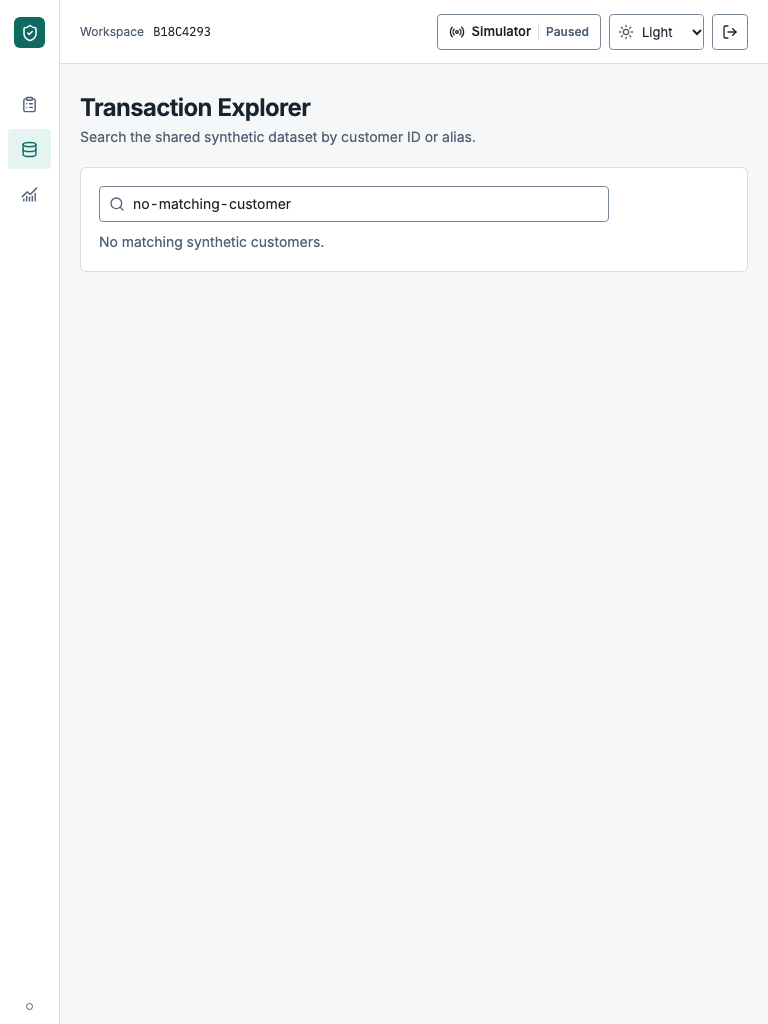 Workspace B18C4293
Simulator Paused
Light
Transaction Explorer
Search the shared synthetic dataset by customer ID or alias.
no-matching-customer
No matching synthetic customers.